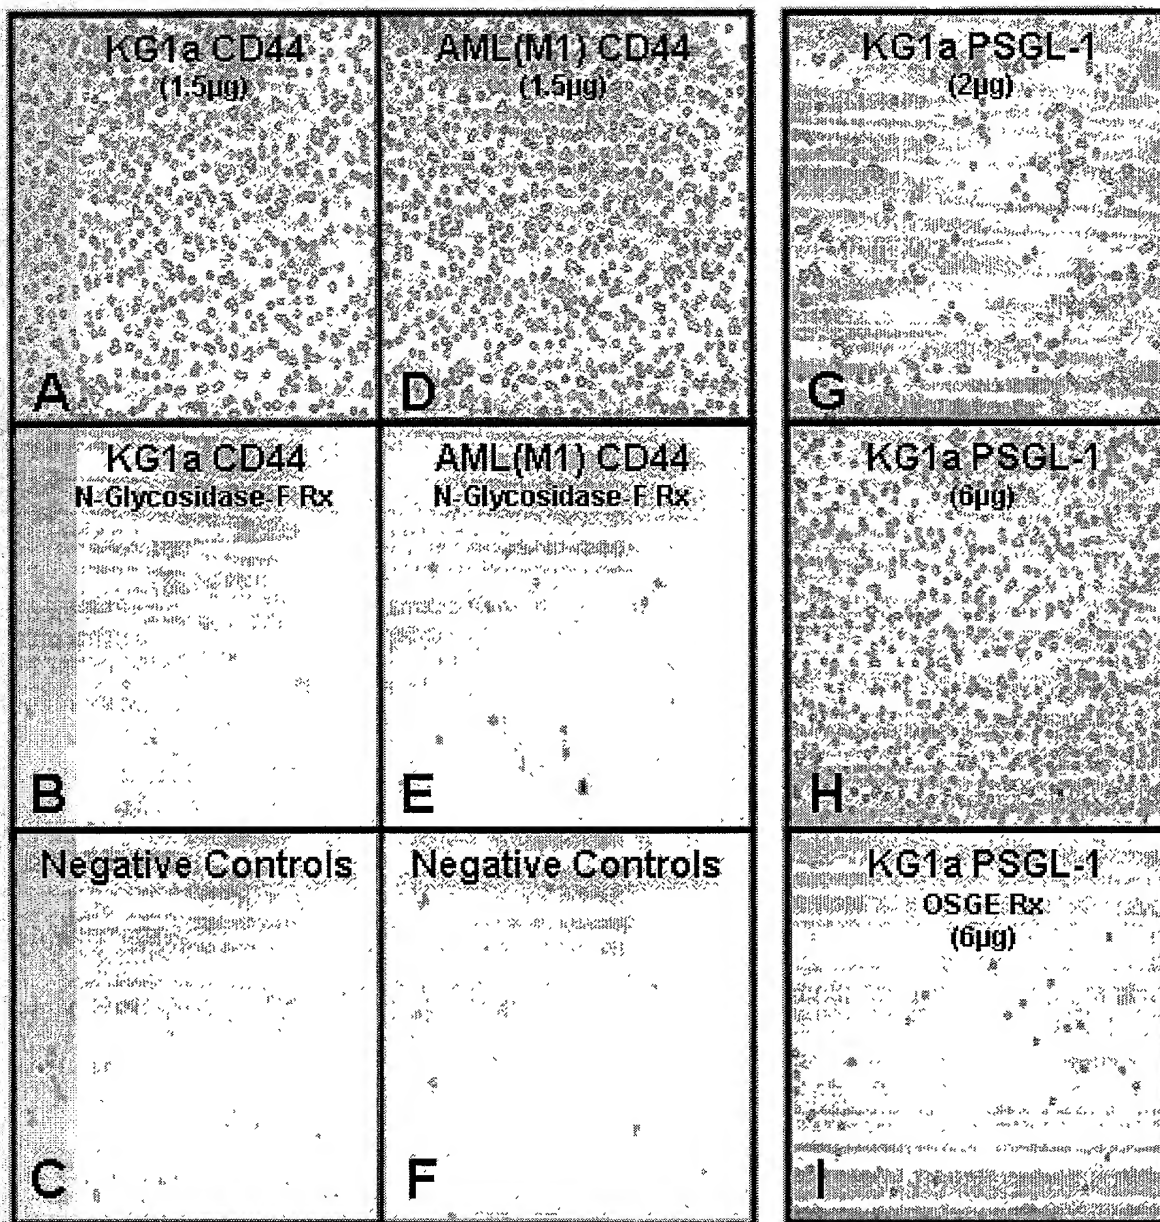 KG1a CD44
(1.5µg)
A
AML(M1) CD44
(1.5µg)
D
KG1a PSGL-1
(2µg)
G
KG1a CD44
N-Glycosidase-F Rx
B
AML(M1) CD44
N-Glycosidase-F Rx
E
KG1a PSGL-1
(6µg)
H
Negative Controls
C
Negative Controls
F
KG1a PSGL-1
OSGE Rx
(6µg)
I